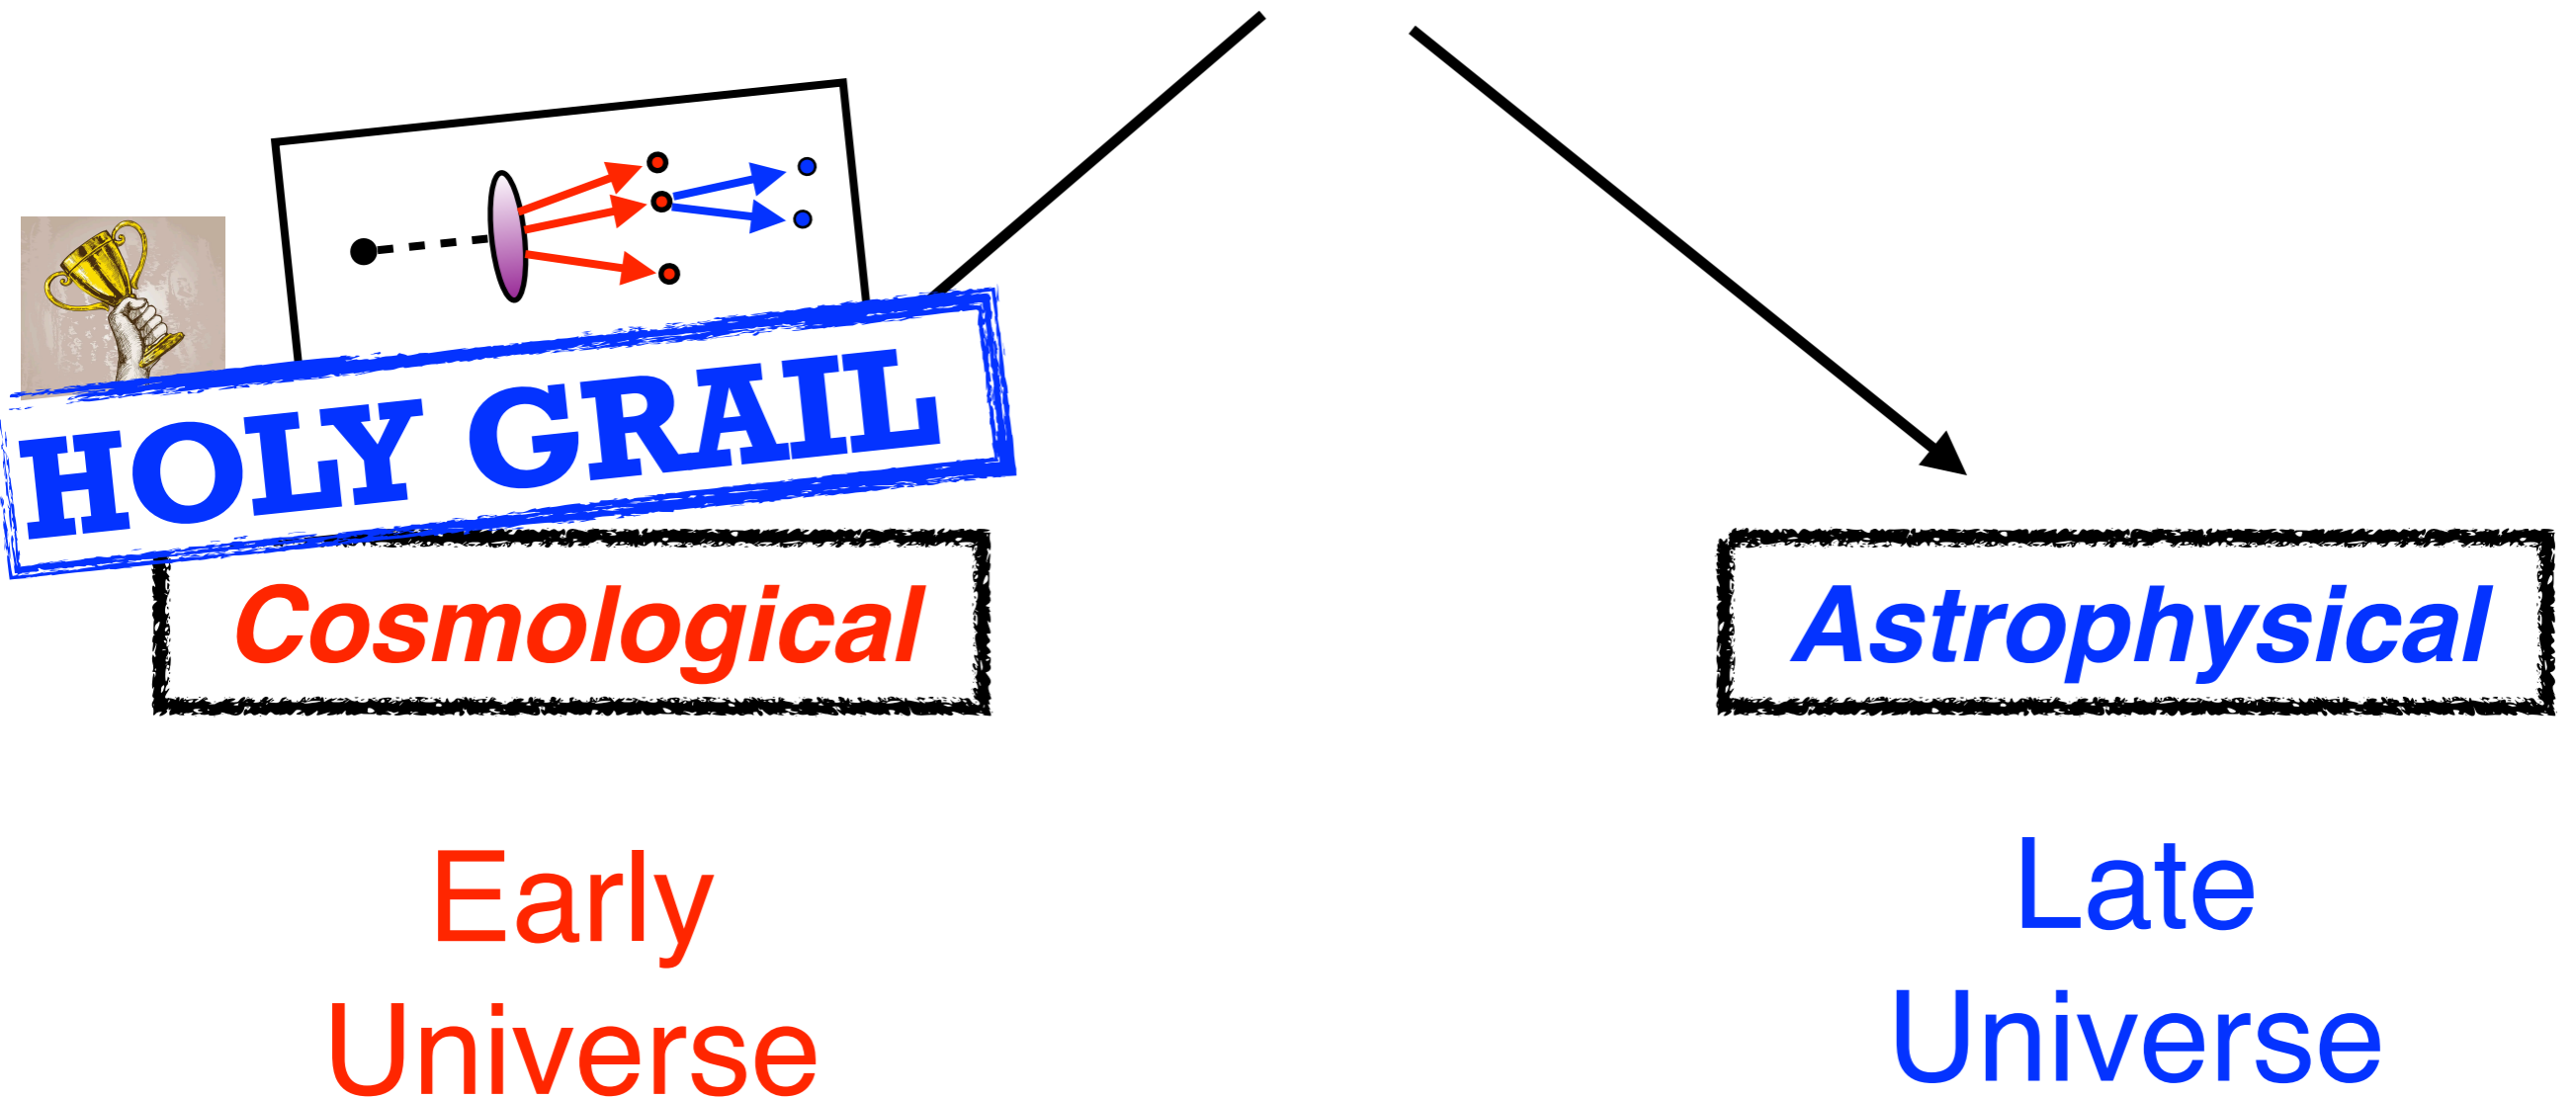 HOLY GRAIL
Cosmological
Astrophysical
Early
Universe
Late
Universe